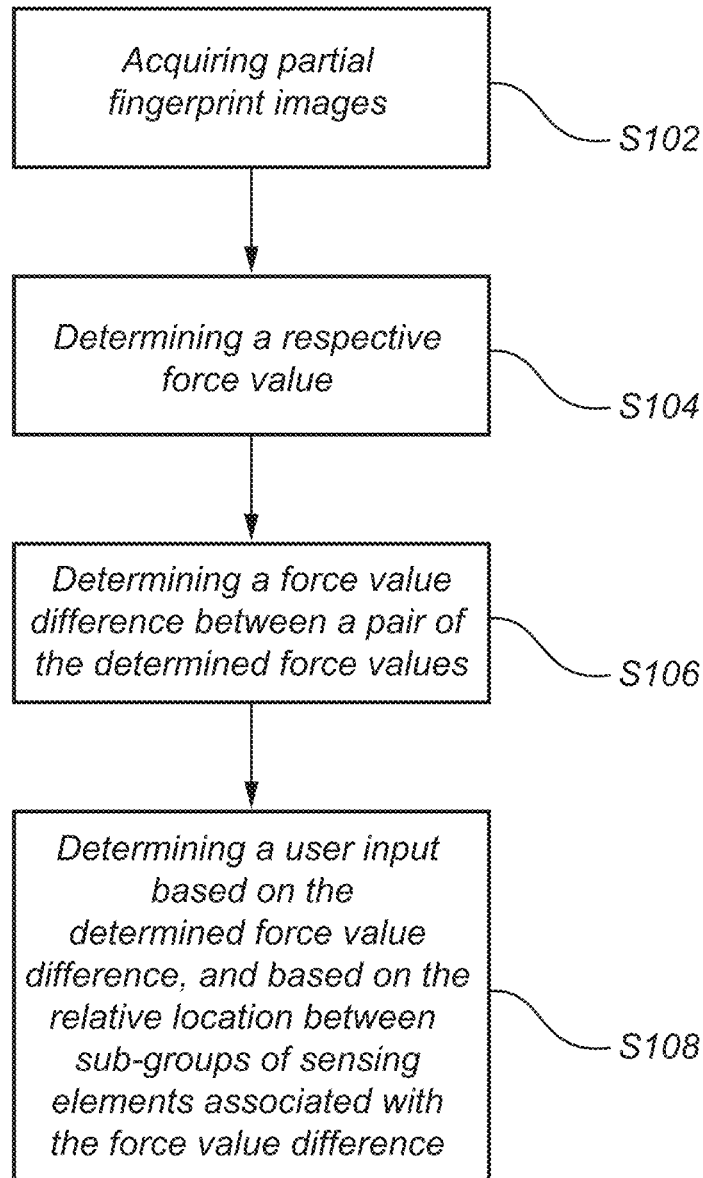 Acquiring partial
fingerprint images
S102
Determining a respective
force value
S104
Determining a force value
difference between a pair of
the determined force values
S106
Determining a user input
based on the
determined force value
difference, and based on the
relative location between
sub-groups of sensing
elements associated with
the force value difference
S108